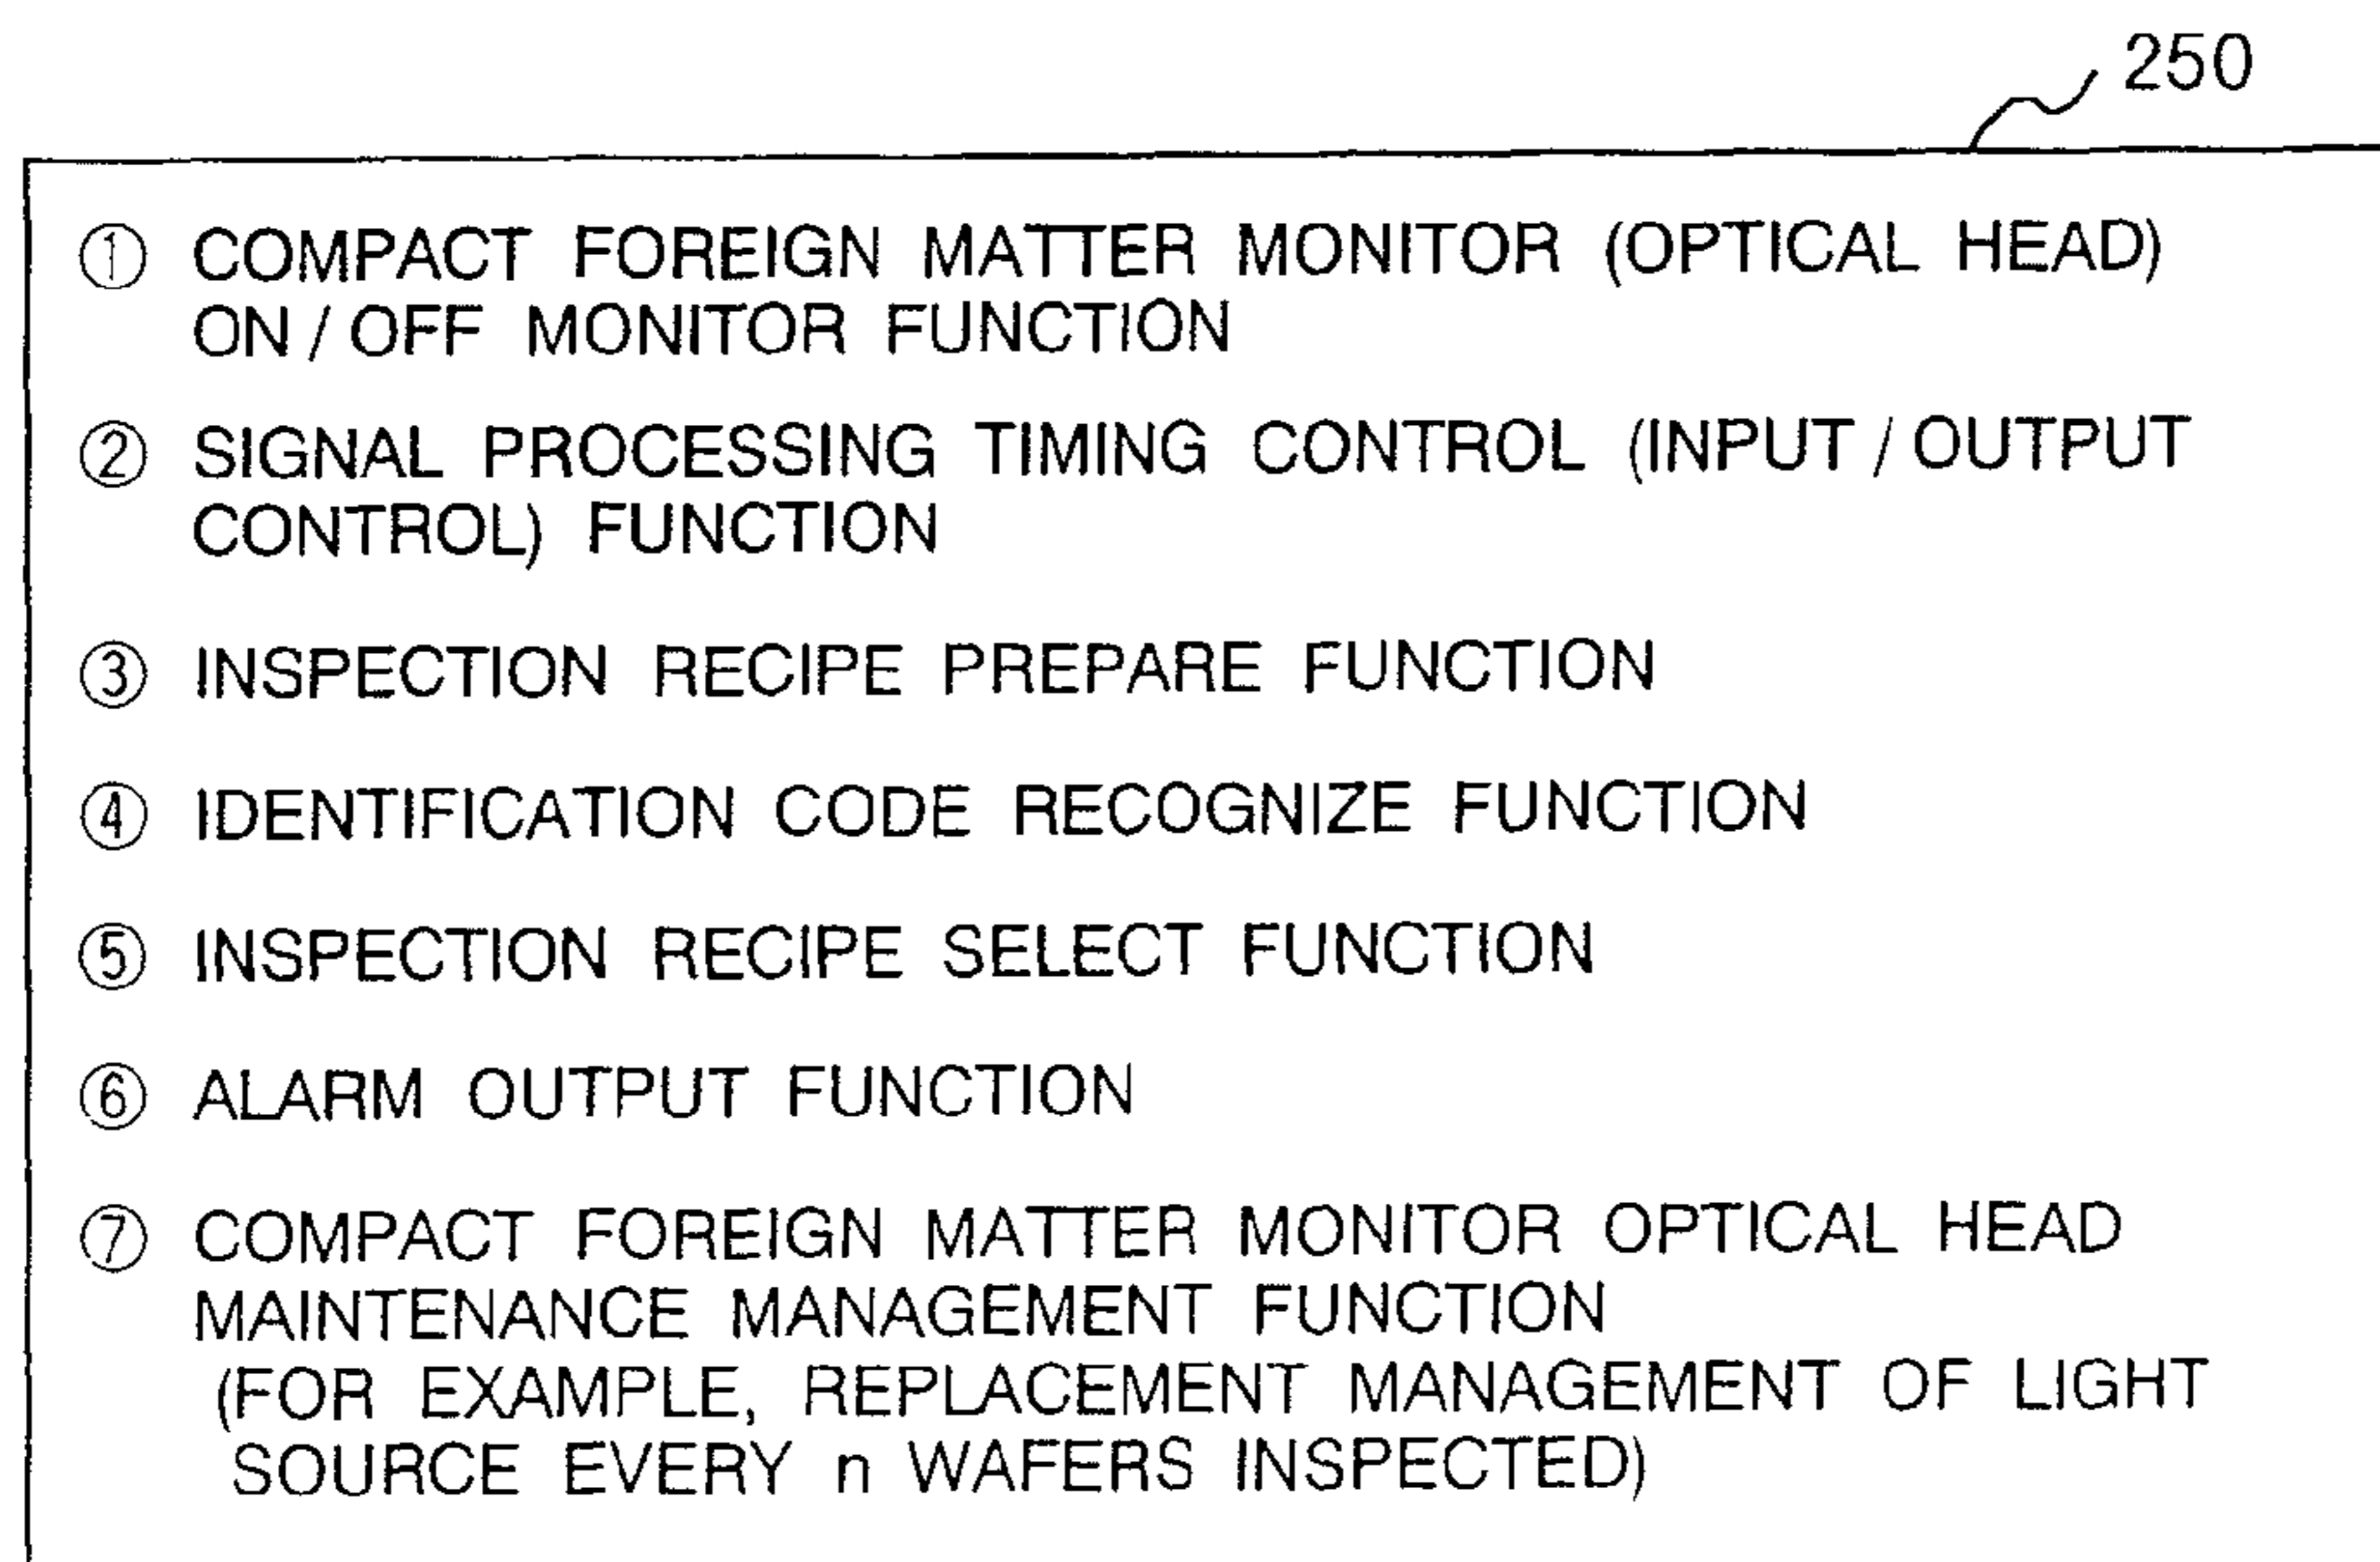 250
① COMPACT FOREIGN MATTER MONITOR (OPTICAL HEAD)
ON / OFF MONITOR FUNCTION
② SIGNAL PROCESSING TIMING CONTROL (INPUT / OUTPUT
CONTROL) FUNCTION
③ INSPECTION RECIPE PREPARE FUNCTION
④ IDENTIFICATION CODE RECOGNIZE FUNCTION
⑤ INSPECTION RECIPE SELECT FUNCTION
⑥ ALARM OUTPUT FUNCTION
⑦ COMPACT FOREIGN MATTER MONITOR OPTICAL HEAD
MAINTENANCE MANAGEMENT FUNCTION
(FOR EXAMPLE, REPLACEMENT MANAGEMENT OF LIGHT
SOURCE EVERY n WAFERS INSPECTED)